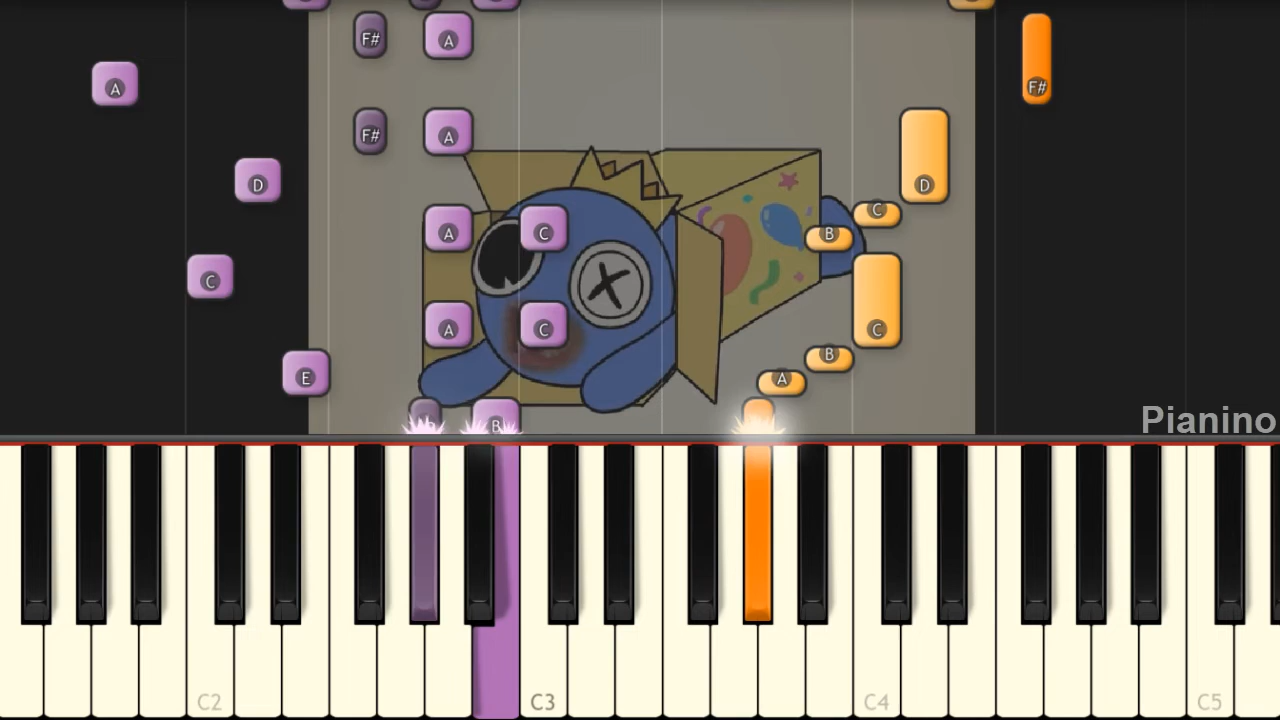 F# A
F#
A
F# A
D
D
A C B C
C
A C C
B
E A
B
Pianino
C2 C3 C4 C5